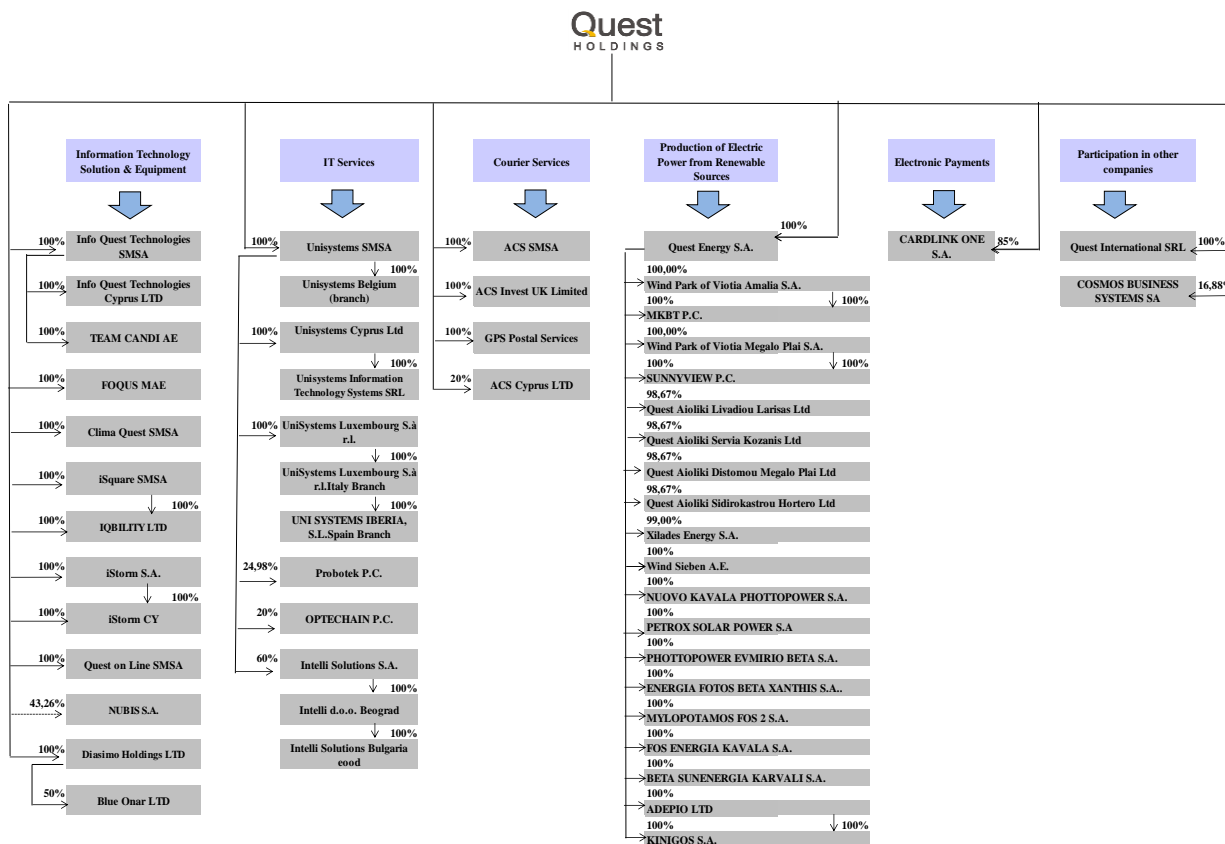 Quest
HOLDINGS
Information Technology
Solution & Equipment
100%
Info Quest Technologies
SMSA
100%
Info Quest Technologies
Cyprus LTD
100%
TEAM CANDI AE
100%
FOQUS MAE
100%
Clima Quest SMSA
100%
iSquare SMSA
100%
100%
IQBILITY LTD
100%
iStorm S.A.
100%
100%
iStorm CY
100%
Quest on Line SMSA
43,26%
NUBIS S.A.
100%
Diasimo Holdings LTD
50%
Blue Onar LTD
IT Services
100%
Unisystems SMSA
100%
Unisystems Belgium
(branch)
100%
Unisystems Cyprus Ltd
100%
Unisystems Information
Technology Systems SRL
100%
UniSystems Luxembourg S.à
r.l.
100%
UniSystems Luxembourg S.à
r.l.Italy Branch
100%
UNI SYSTEMS IBERIA,
S.L.Spain Branch
24,98%
Probotek P.C.
20%
OPTECHAIN P.C.
60%
Intelli Solutions S.A.
100%
Intelli d.o.o. Beograd
100%
Intelli Solutions Bulgaria
eood
Courier Services
100%
ACS SMSA
100%
ACS Invest UK Limited
100%
GPS Postal Services
20%
ACS Cyprus LTD
Production of Electric
Power from Renewable
Sources
100%
Quest Energy S.A.
100,00%
Wind Park of Viotia Amalia S.A.
100%
100%
MKBT P.C.
100,00%
Wind Park of Viotia Megalo Plai S.A.
100%
100%
SUNNYVIEW P.C.
98,67%
Quest Aioliki Livadiou Larisas Ltd
98,67%
Quest Aioliki Servia Kozanis Ltd
98,67%
Quest Aioliki Distomou Megalo Plai Ltd
98,67%
Quest Aioliki Sidirokastrou Hortero Ltd
99,00%
Xilades Energy S.A.
100%
Wind Sieben A.E.
100%
NUOVO KAVALA PHOTTOPOWER S.A.
100%
PETROX SOLAR POWER S.A
100%
PHOTTOPOWER EVMIRIO BETA S.A.
100%
ENERGIA FOTOS BETA XANTHIS S.A..
100%
MYLOPOTAMOS FOS 2 S.A.
100%
FOS ENERGIA KAVALA S.A.
100%
BETA SUNENERGIA KARVALI S.A.
100%
ADEPIO LTD
100%
100%
KINIGOS S.A.
Electronic Payments
CARDLINK ONE
S.A.
85%
Participation in other
companies
Quest International SRL
100%
COSMOS BUSINESS
SYSTEMS SA
16,88%